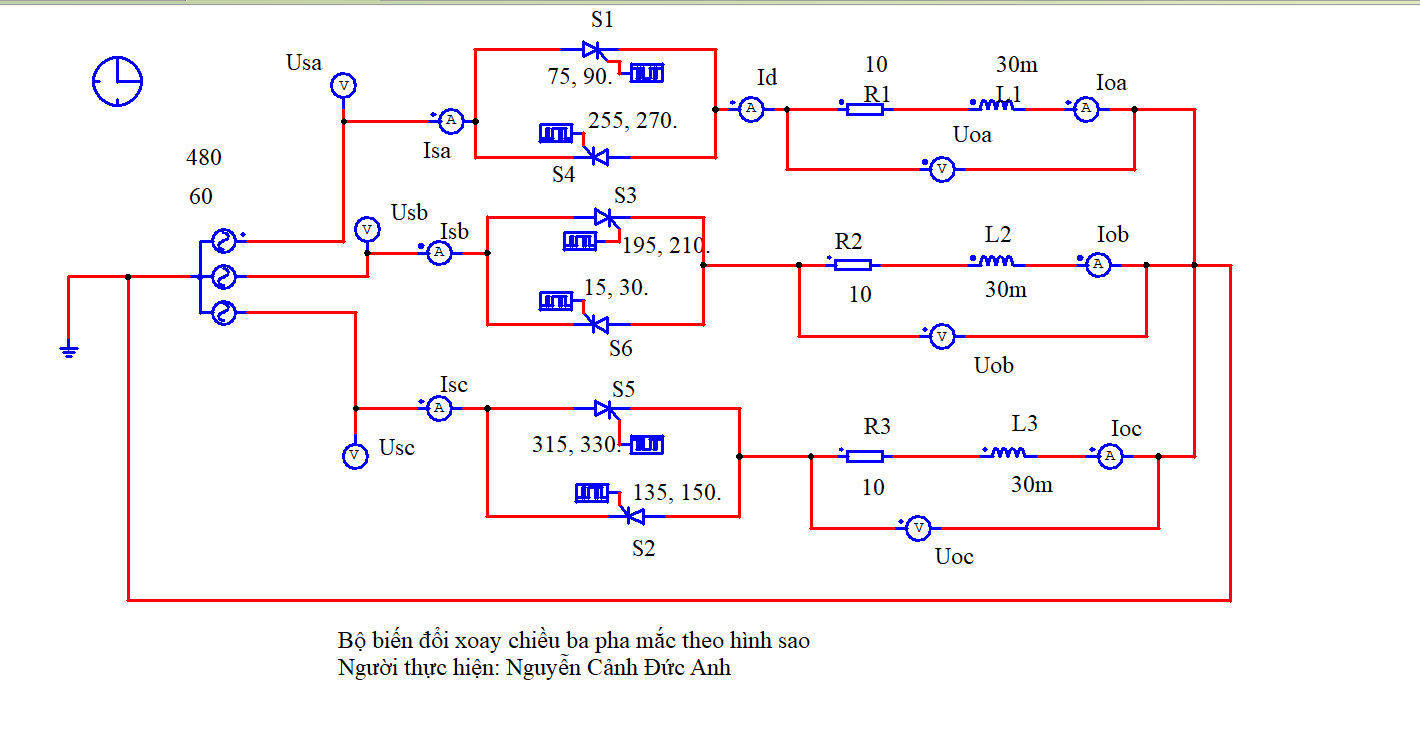 S1
Usa
V
75, 90.
Id
10
30m
R1
L1
Ioa
A
A
A
Isa
255, 270.
Uoa
V
480
S4
60
S3
Usb
V
Isb
A
195, 210.
R2
L2
Iob
A
15, 30.
10
30m
S6
V
Uob
Isc
A
S5
R3
L3
Ioc
A
Usc
V
315, 330.
135, 150.
10
30m
S2
V
Uoc
Bộ biến đổi xoay chiều ba pha mắc theo hình sao
Người thực hiện: Nguyễn Cảnh Đức Anh